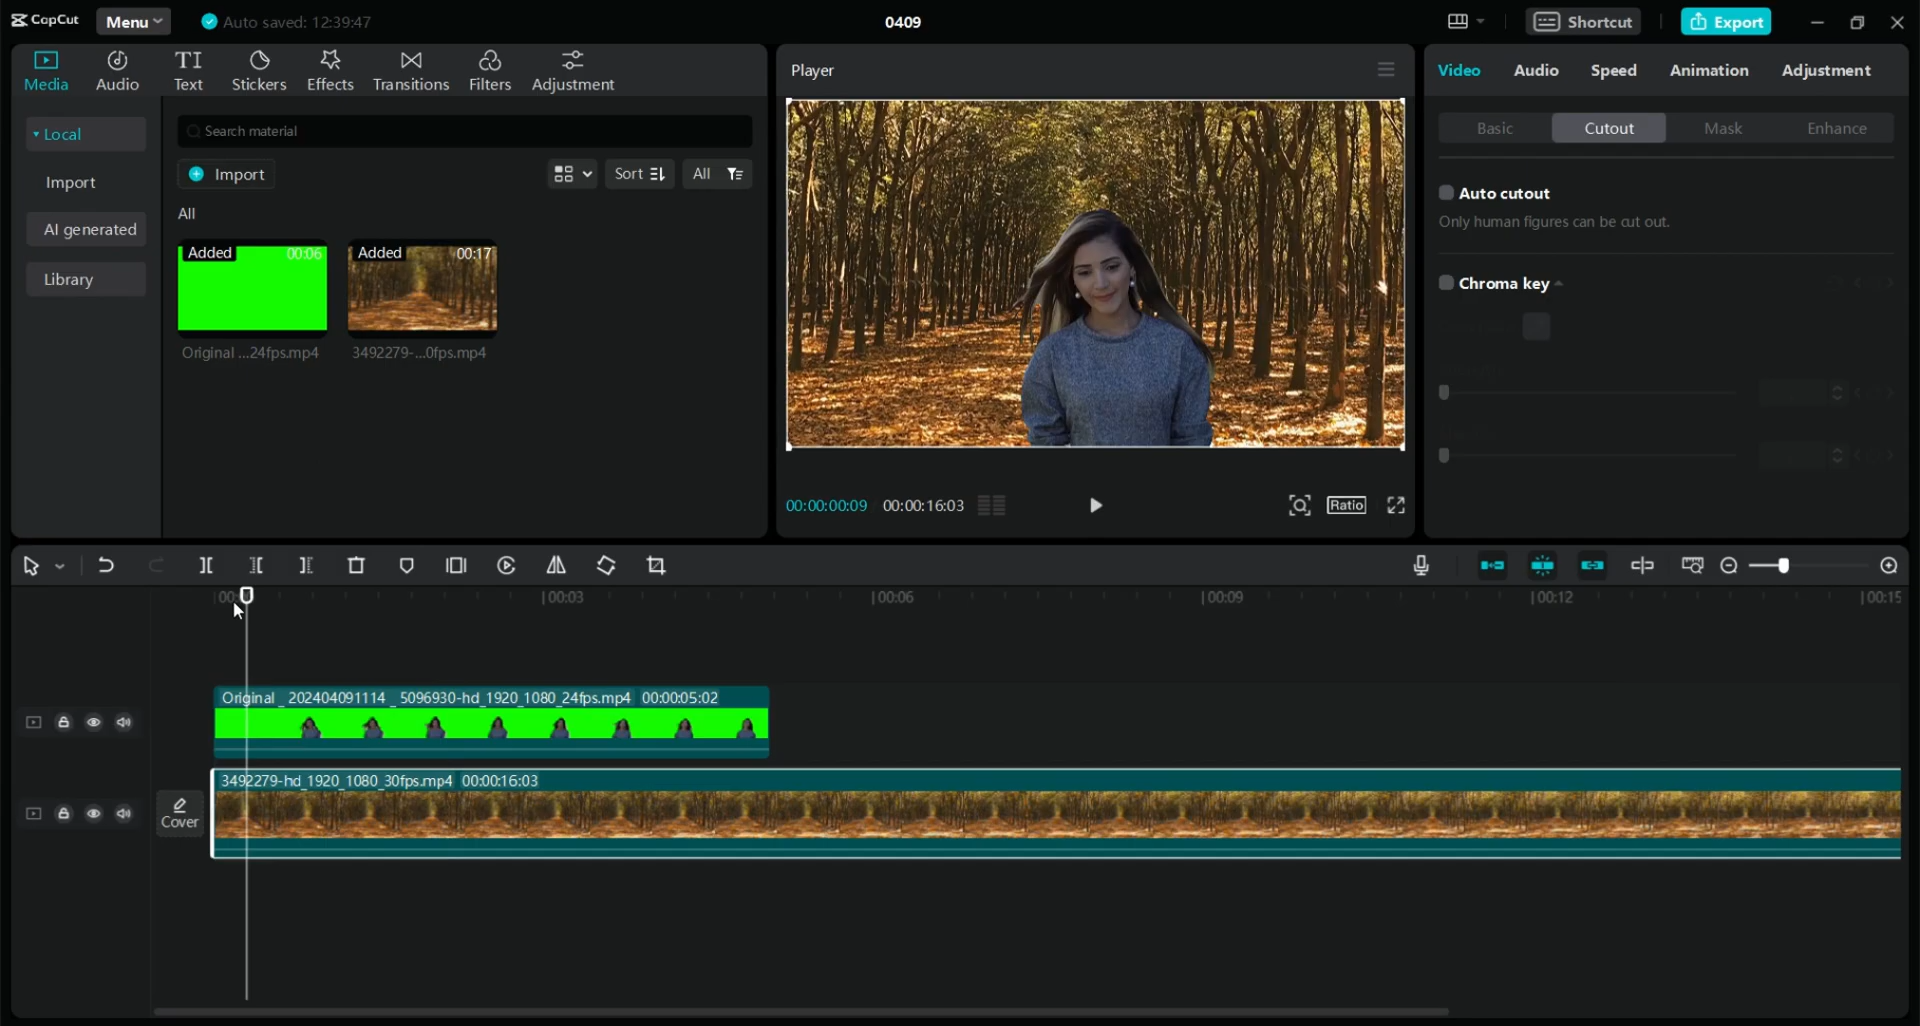 CapCut
Menu
Auto saved: 12:39:47
0409
Shortcut
Export
Media
Audio
Text
Stickers
Effects
Transitions
Filters
Adjustment
Local
Import
AI generated
Library
Search material
Import
Sort
All
All
Added 00:06
Original ...24fps.mp4
Added 00:17
3492279-...0fps.mp4
Player
00:00:00:09 00:00:16:03
Ratio
Video
Audio
Speed
Animation
Adjustment
Basic
Cutout
Mask
Enhance
Auto cutout
Only human figures can be cut out.
Chroma key
00:03 00:06 00:09 00:12 00:15
Original _ 202404091114 _ 5096930-hd_1920_1080_24fps.mp4 00:00:05:02
3492279-hd_1920_1080_30fps.mp4 00:00:16:03
Cover